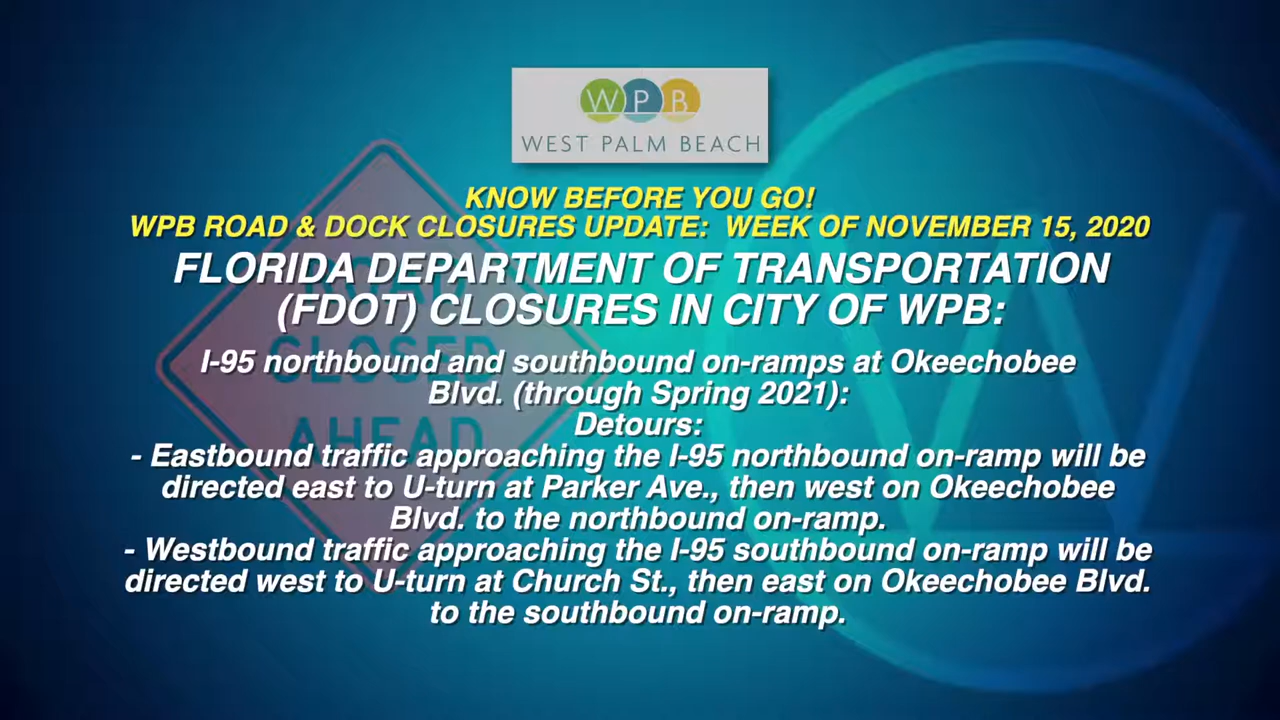 WPB
WEST PALM BEACH
KNOW BEFORE YOU GO!
WPB ROAD & DOCK CLOSURES UPDATE:  WEEK OF NOVEMBER 15, 2020
FLORIDA DEPARTMENT OF TRANSPORTATION
(FDOT) CLOSURES IN CITY OF WPB:
I-95 northbound and southbound on-ramps at Okeechobee
Blvd. (through Spring 2021):
Detours:
- Eastbound traffic approaching the I-95 northbound on-ramp will be
directed east to U-turn at Parker Ave., then west on Okeechobee
Blvd. to the northbound on-ramp.
- Westbound traffic approaching the I-95 southbound on-ramp will be
directed west to U-turn at Church St., then east on Okeechobee Blvd.
to the southbound on-ramp.
CLOSED
AHEAD
W